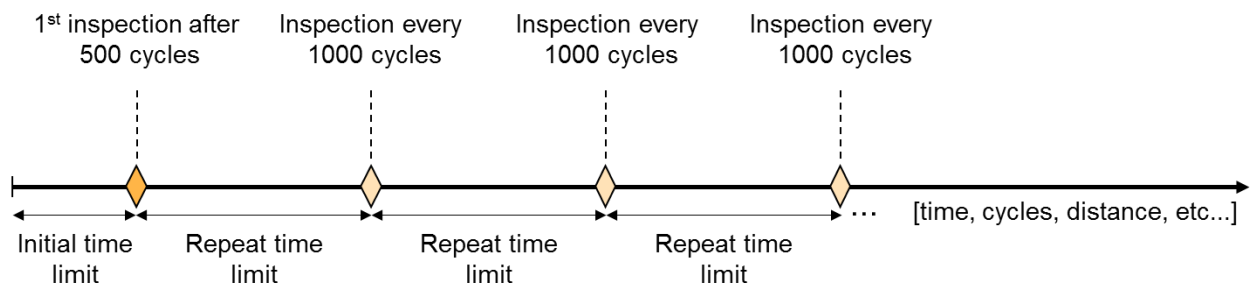 1st inspection after
500 cycles
Inspection every
1000 cycles
Inspection every
1000 cycles
Inspection every
1000 cycles
... [time, cycles, distance, etc...]
Initial time
limit
Repeat time
limit
Repeat time
limit
Repeat time
limit